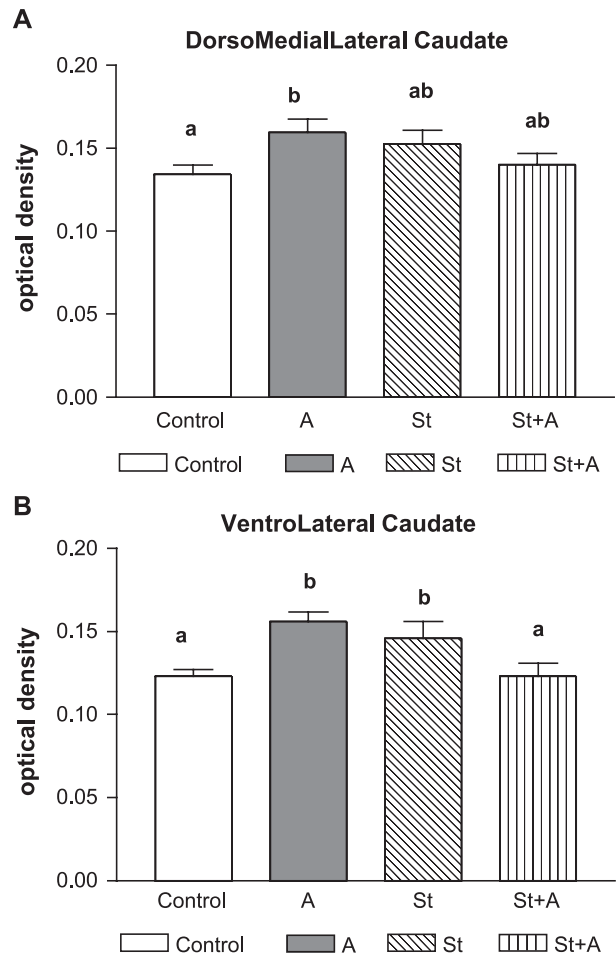 A
DorsoMedialLateral Caudate
0.20
0.15
0.10
0.05
0.00
optical density
a
b
ab
ab
Control A St St+A
Control A St St+A
B
VentroLateral Caudate
0.20
0.15
0.10
0.05
0.00
optical density
a
b
b
a
Control A St St+A
Control A St St+A